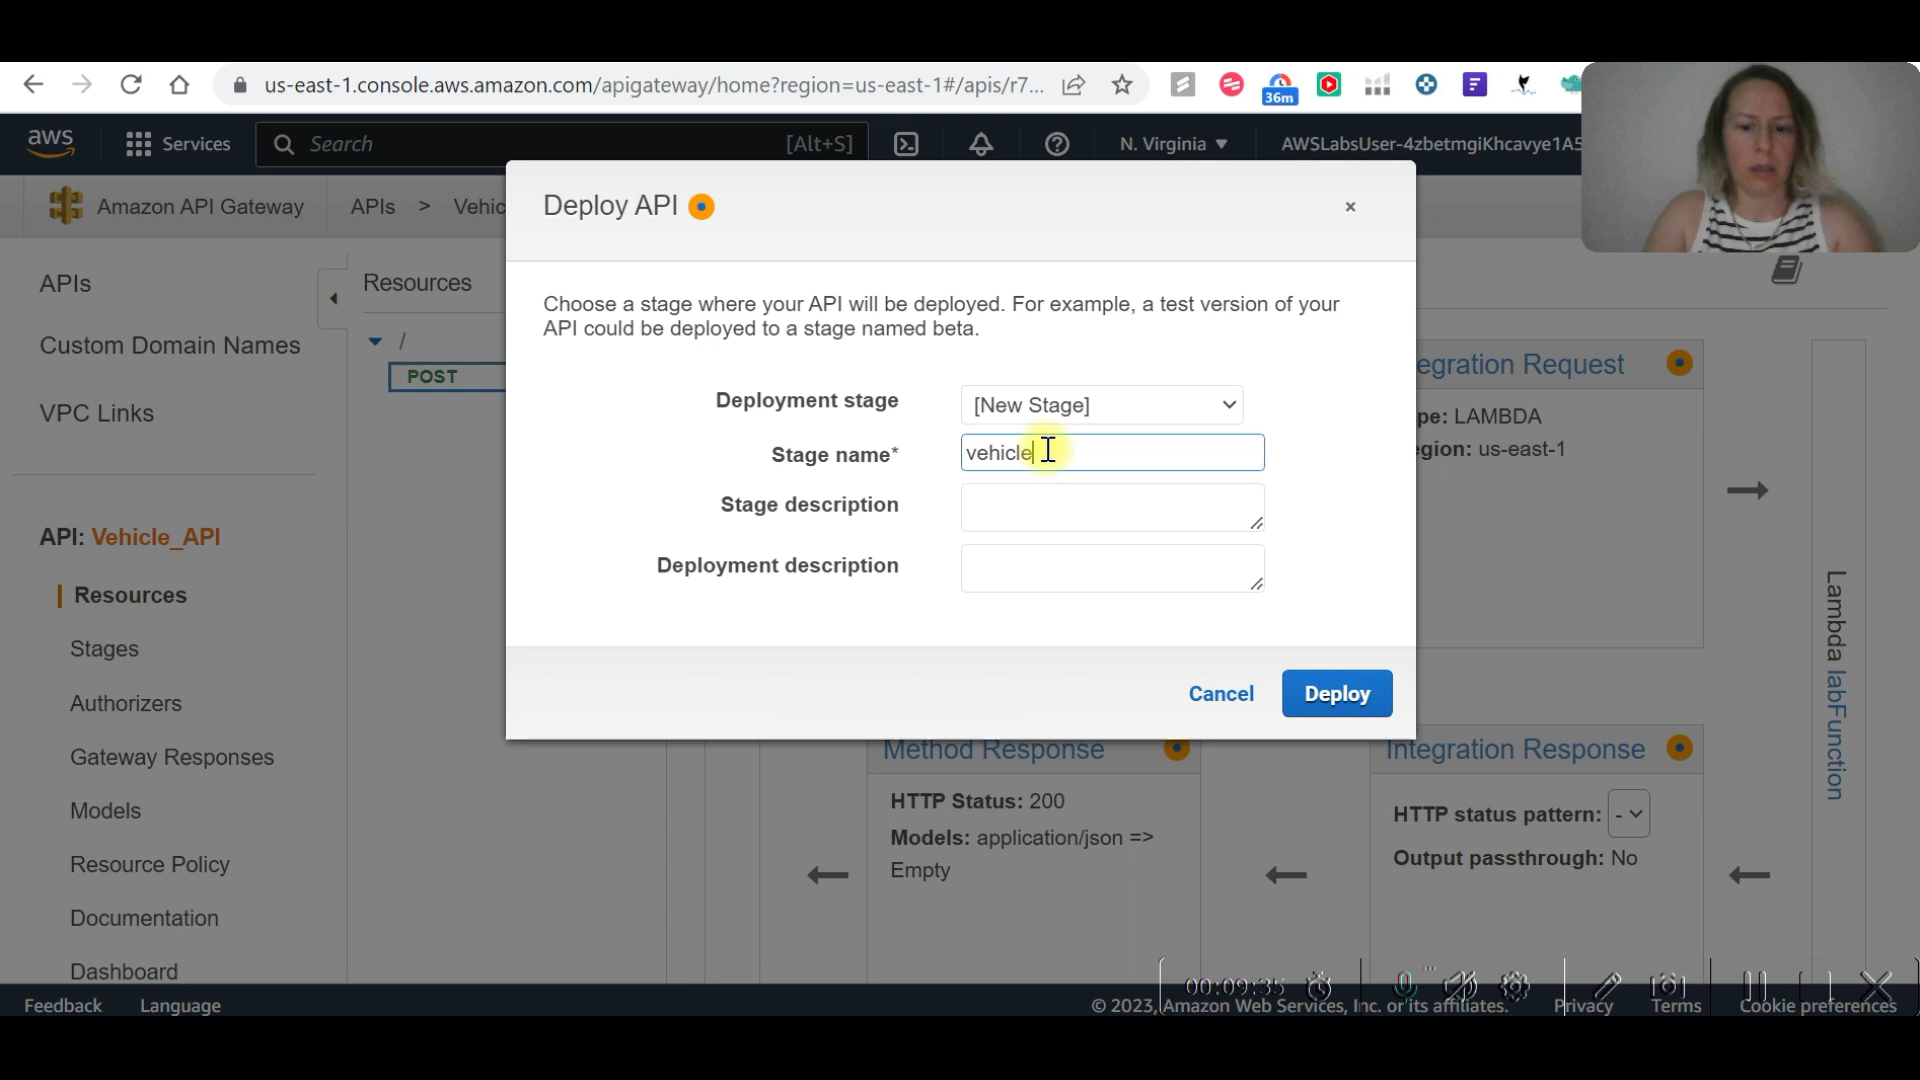 us-east-1.console.aws.amazon.com/apigateway/home?region=us-east-1#/apis/r7...
36m
F
aws
Services
Search
[Alt+S]
N. Virginia
AWSLabsUser-4zbetmgiKhcavye1A5
Amazon API Gateway
APIs
>
Vehic
Deploy API
×
APIs
Custom Domain Names
VPC Links
Resources
/
POST
Choose a stage where your API will be deployed. For example, a test version of your
API could be deployed to a stage named beta.
Deployment stage
[New Stage]
Stage name*
vehicle
Stage description
Deployment description
Cancel
Deploy
egration Request
pe: LAMBDA
egion: us-east-1
Lambda labFunction
API: Vehicle_API
Resources
Stages
Authorizers
Gateway Responses
Models
Resource Policy
Documentation
Dashboard
Method Response
HTTP Status: 200
Models: application/json =>
Empty
Integration Response
HTTP status pattern: -
Output passthrough: No
00:09:35
Feedback
Language
© 2023, Amazon Web Services, Inc. or its affiliates.
Privacy
Terms
Cookie preferences